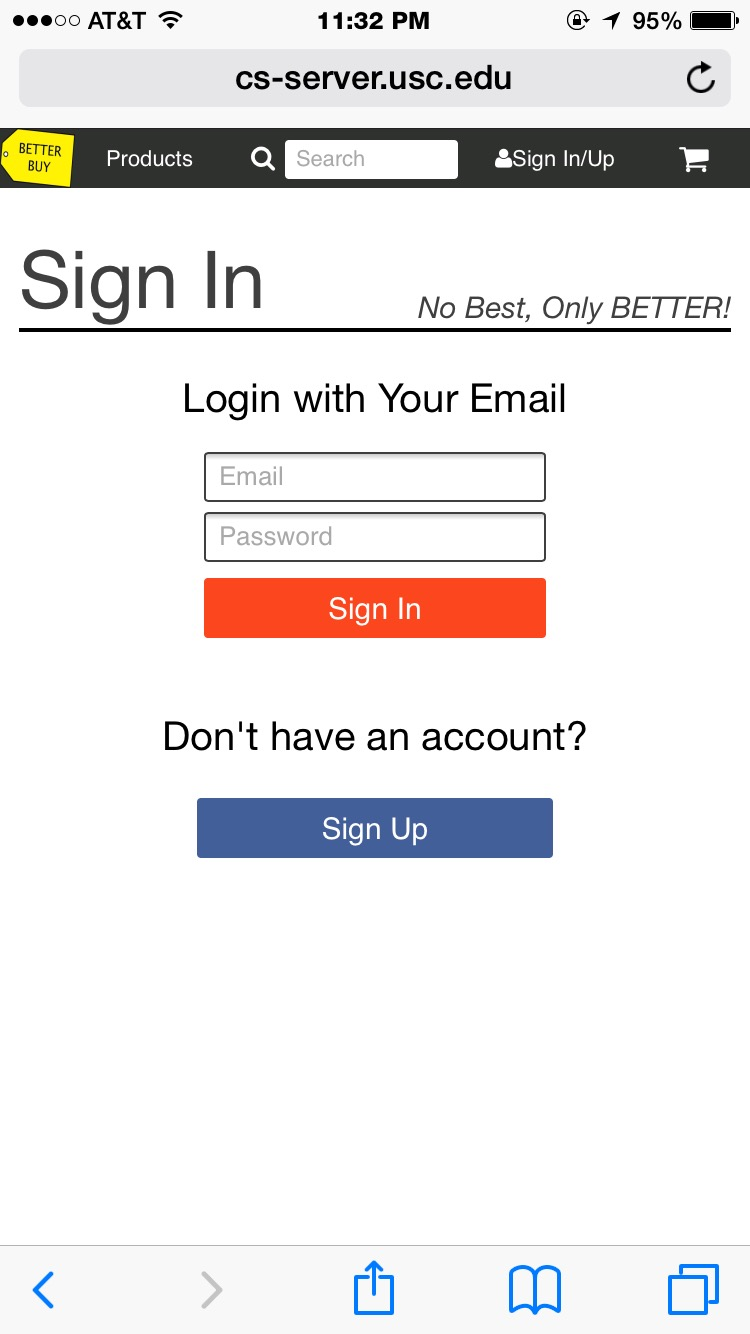 AT&T 11:32 PM 95%
cs-server.usc.edu
BETTER
BUY
Products Search Sign In/Up
Sign In
No Best, Only BETTER!
Login with Your Email
Email
Password
Sign In
Don't have an account?
Sign Up